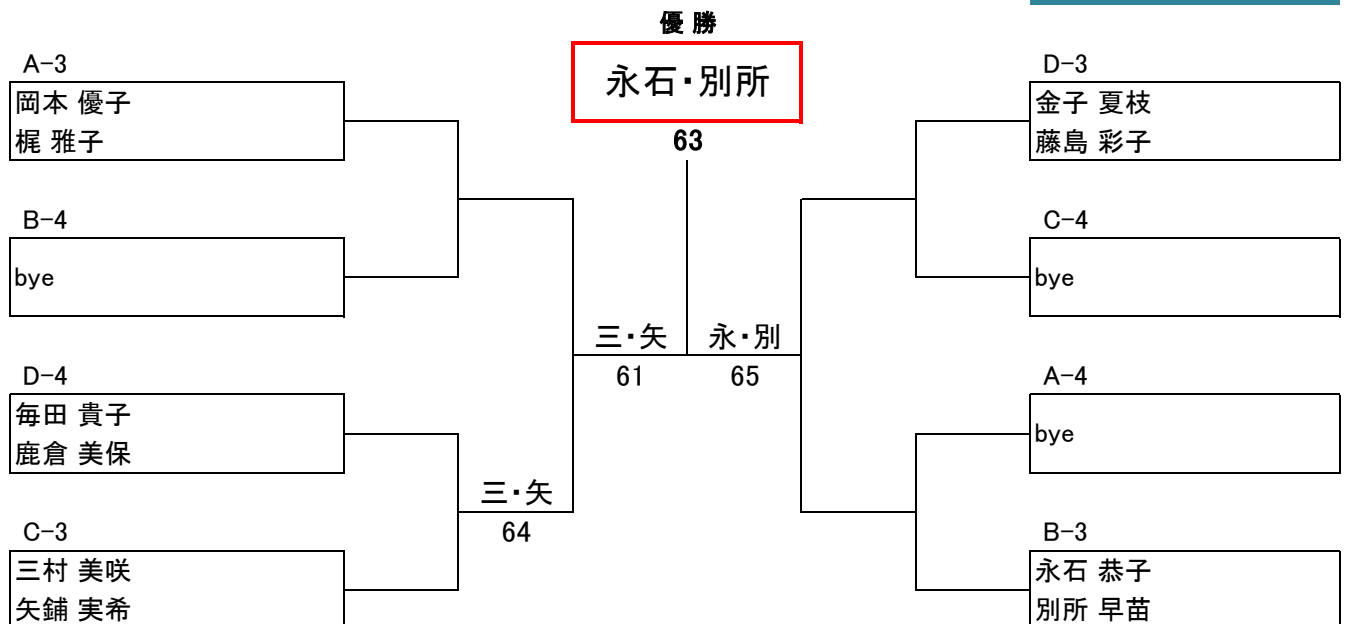 優 勝
永石・別所
63
A-3
岡本 優子
梶 雅子
B-4
bye
D-4
毎田 貴子
鹿倉 美保
C-3
三村 美咲
矢鋪 実希
三・矢
64
三・矢
61
永・別
65
D-3
金子 夏枝
藤島 彩子
C-4
bye
A-4
bye
B-3
永石 恭子
別所 早苗